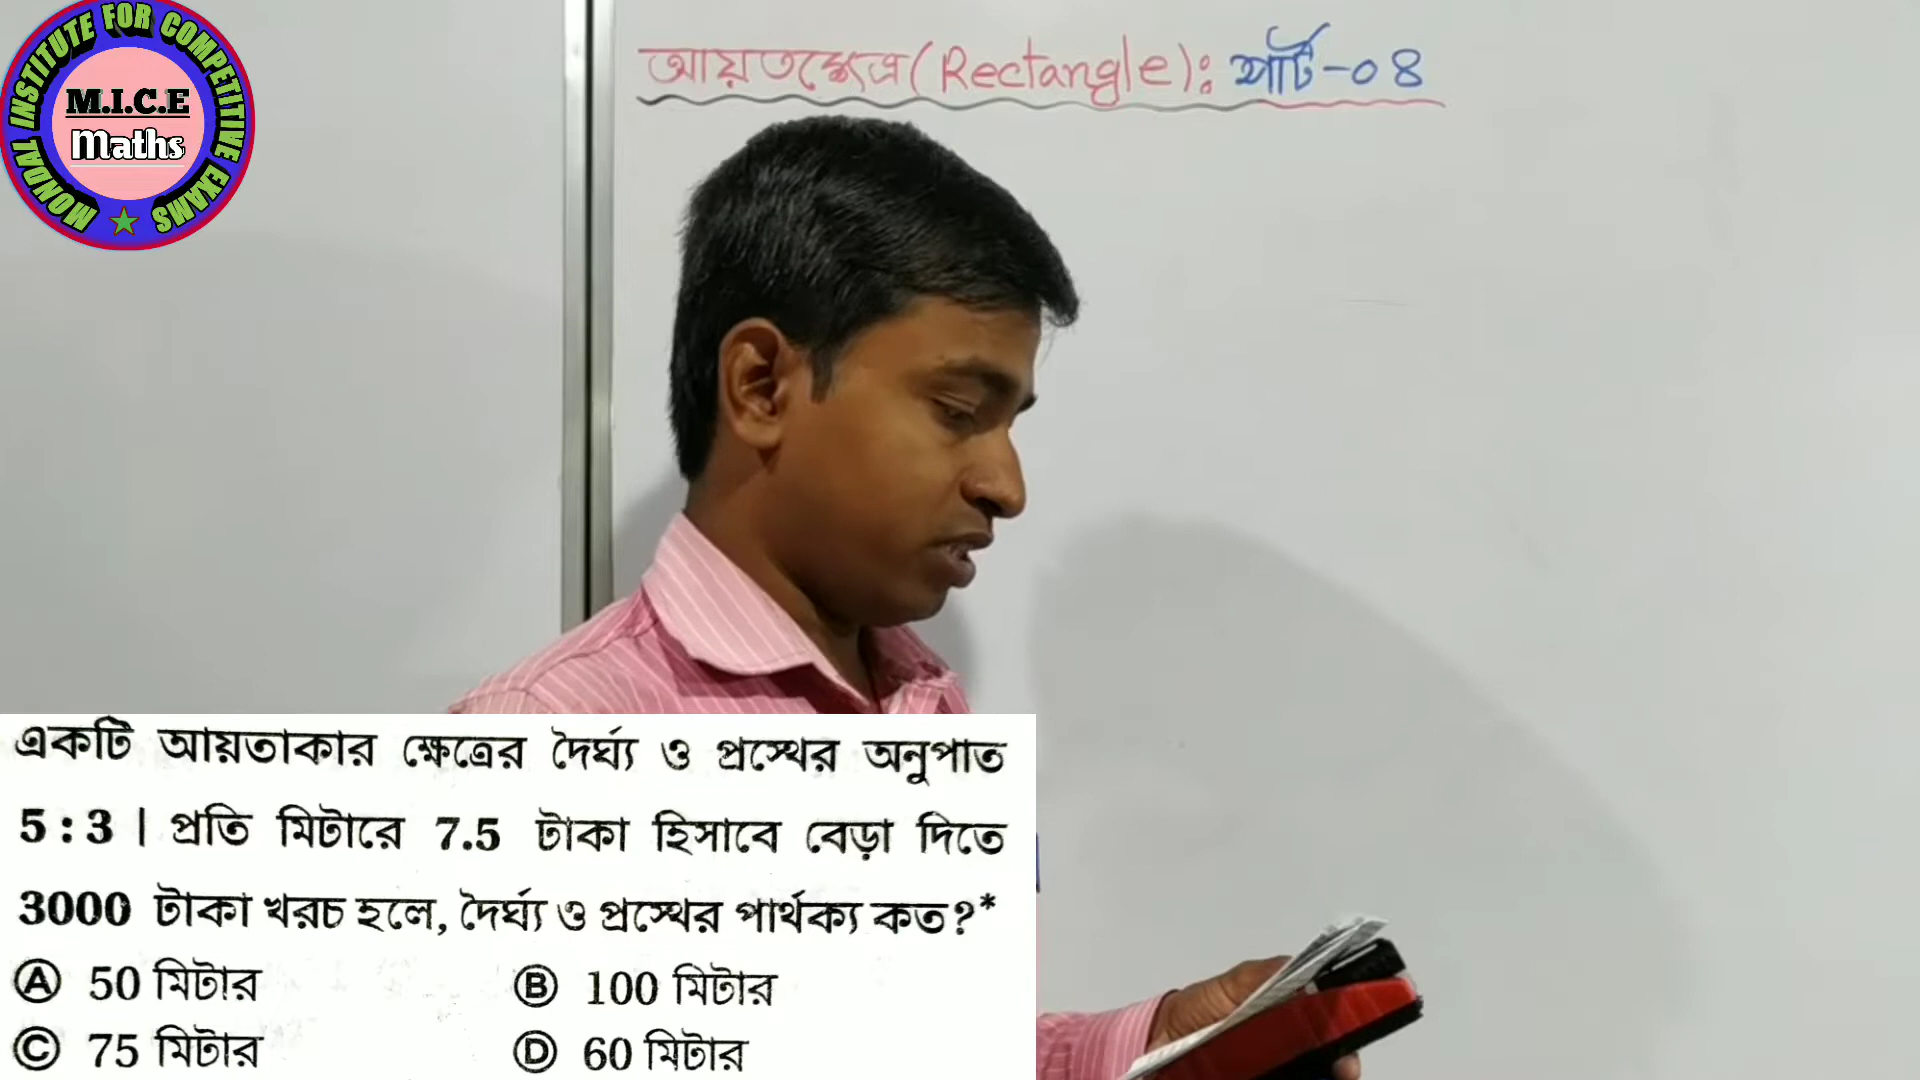 MONDAL INSTITUTE FOR COMPETITIVE EXAMS
M.I.C.E
Maths
আয়তক্ষেত্র (Rectangle): পার্ট-০৪
একটি আয়তাকার ক্ষেত্রের দৈর্ঘ্য ও প্রস্থের অনুপাত
5 : 3 | প্রতি মিটারে 7.5 টাকা হিসাবে বেড়া দিতে
3000 টাকা খরচ হলে, দৈর্ঘ্য ও প্রস্থের পার্থক্য কত?*
Ⓐ 50 মিটার Ⓑ 100 মিটার
Ⓒ 75 মিটার Ⓓ 60 মিটার